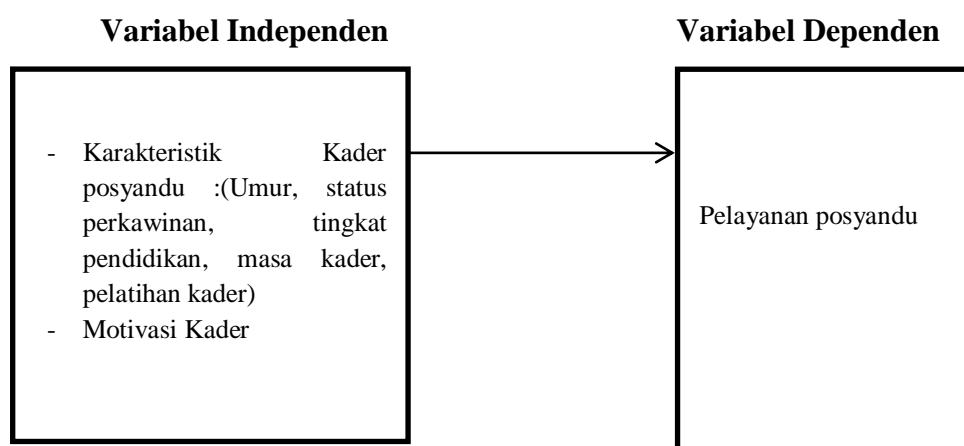 Variabel Independen
Variabel Dependen
- Karakteristik Kader
posyandu :(Umur, status
perkawinan, tingkat
pendidikan, masa kader,
pelatihan kader)
- Motivasi Kader
Pelayanan posyandu